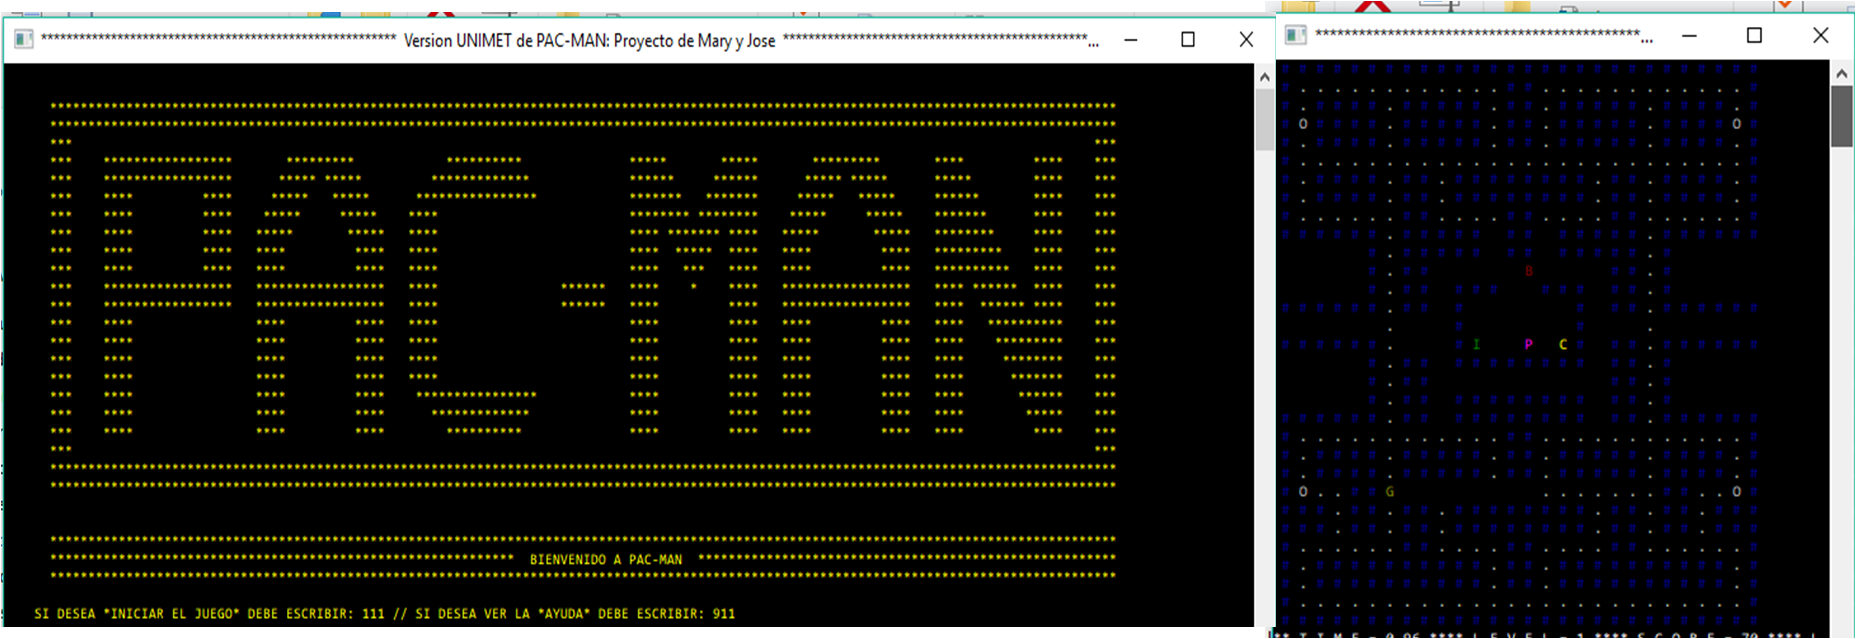 Version UNIMET de PAC-MAN: Proyecto de Mary y Jose
PAC-MAN
BIENVENIDO A PAC-MAN
SI DESEA *INICIAR EL JUEGO* DEBE ESCRIBIR: 111 // SI DESEA VER LA *AYUDA* DEBE ESCRIBIR: 911
O O
B
I P C
O G O